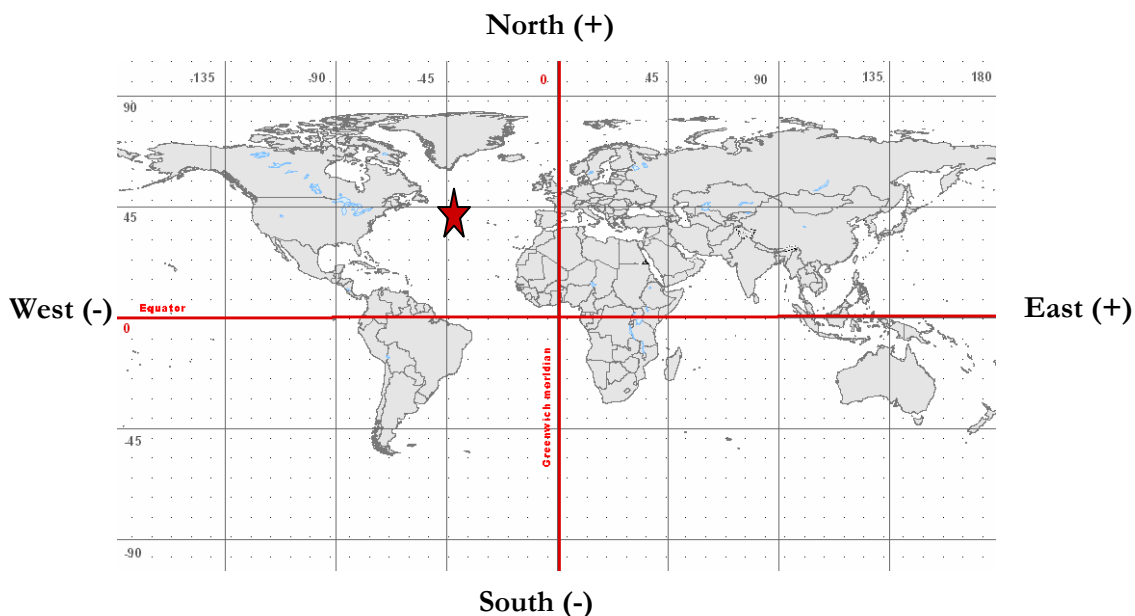 North (+)
-135 -90 -45 0 45 90 135 180
90
45
West (-)
Equator
East (+)
0
Greenwich meridian
-45
-90
South (-)